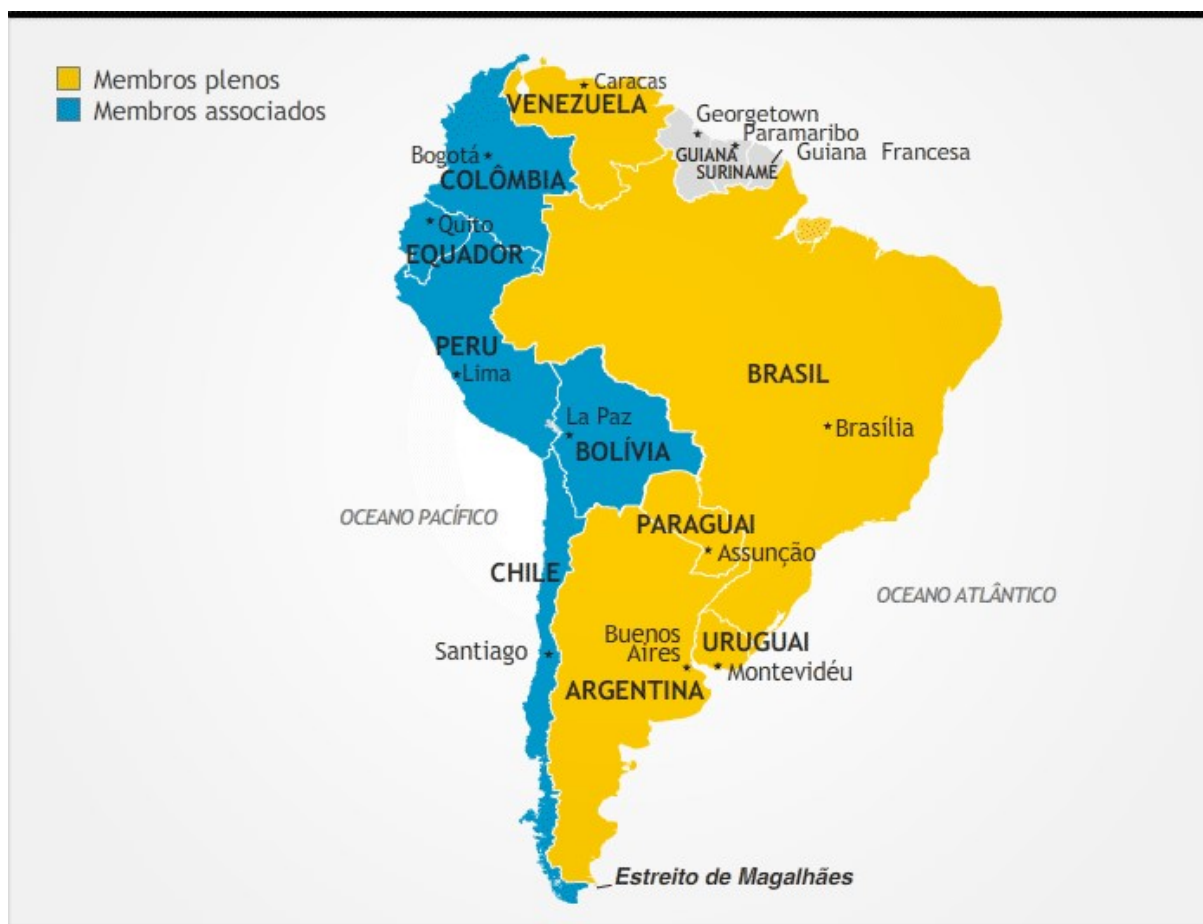 Membros plenos
Membros associados
Caracas
VENEZUELA
Georgetown
Paramaribo
GUIANA
Guiana Francesa
SURINAME
Bogotá
COLÔMBIA
Quito
EQUADOR
PERU
Lima
BRASIL
La Paz
Brasília
BOLÍVIA
OCEANO PACÍFICO
PARAGUAI
Assunção
CHILE
OCEANO ATLÂNTICO
Buenos
Aires
URUGUAI
Santiago
Montevidéu
ARGENTINA
Estreito de Magalhães